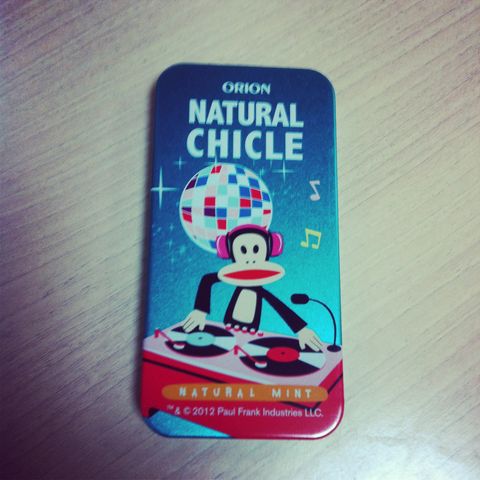 ORION
NATURAL
CHICLE
NATURAL MINT
™& © 2012 Paul Frank Industries LLC.